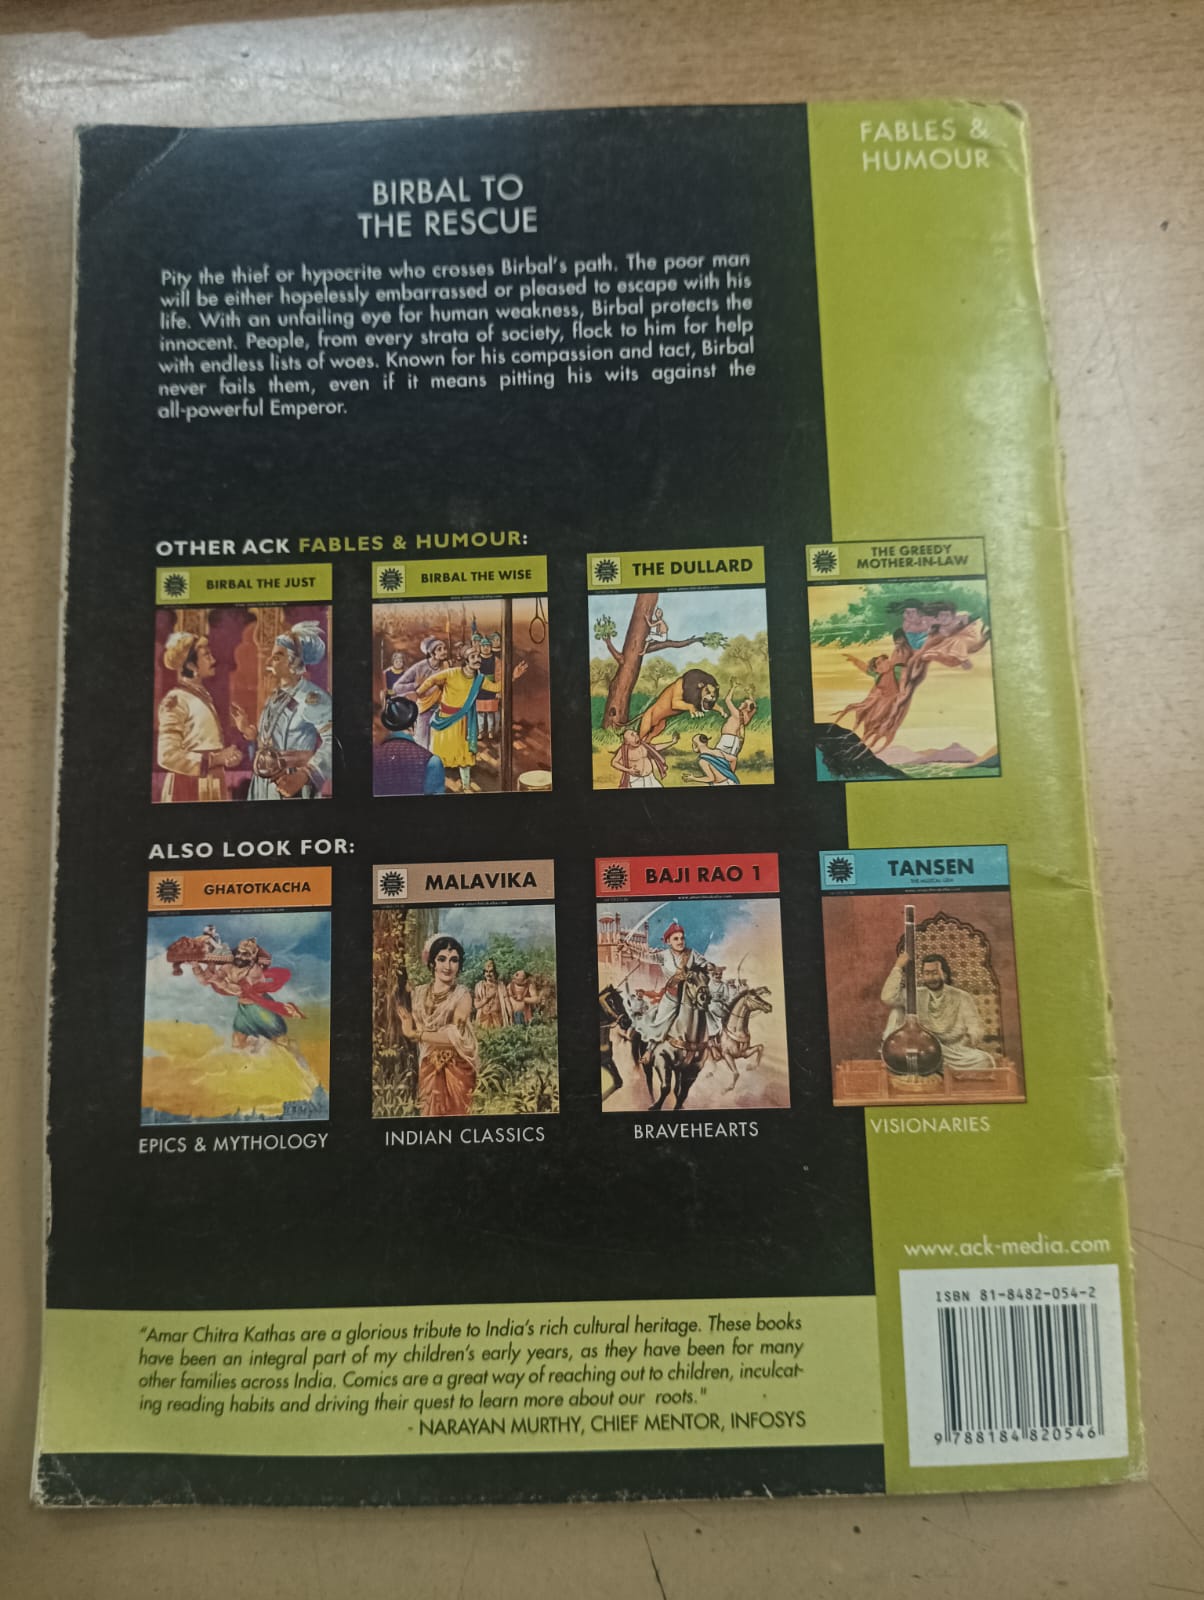 FABLES &
HUMOUR
BIRBAL TO
THE RESCUE
Pity the thief or hypocrite who crosses Birbal's path. The poor man
will be either hopelessly embarrassed or pleased to escape with his
life. With an unfailing eye for human weakness, Birbal protects the
innocent. People, from every strata of society, flock to him for help
with endless lists of woes. Known for his compassion and tact, Birbal
never fails them, even if it means pitting his wits against the
all-powerful Emperor.
OTHER ACK FABLES & HUMOUR:
BIRBAL THE JUST
BIRBAL THE WISE
THE DULLARD
THE GREEDY
MOTHER-IN-LAW
ALSO LOOK FOR:
GHATOTKACHA
MALAVIKA
BAJI RAO 1
TANSEN
EPICS & MYTHOLOGY
INDIAN CLASSICS
BRAVEHEARTS
VISIONARIES
www.ack-media.com
ISBN 81-8482-054-2
9 788184 820546
"Amar Chitra Kathas are a glorious tribute to India's rich cultural heritage. These books
have been an integral part of my children's early years, as they have been for many
other families across India. Comics are a great way of reaching out to children, inculcat-
ing reading habits and driving their quest to learn more about our roots."
- NARAYAN MURTHY, CHIEF MENTOR, INFOSYS